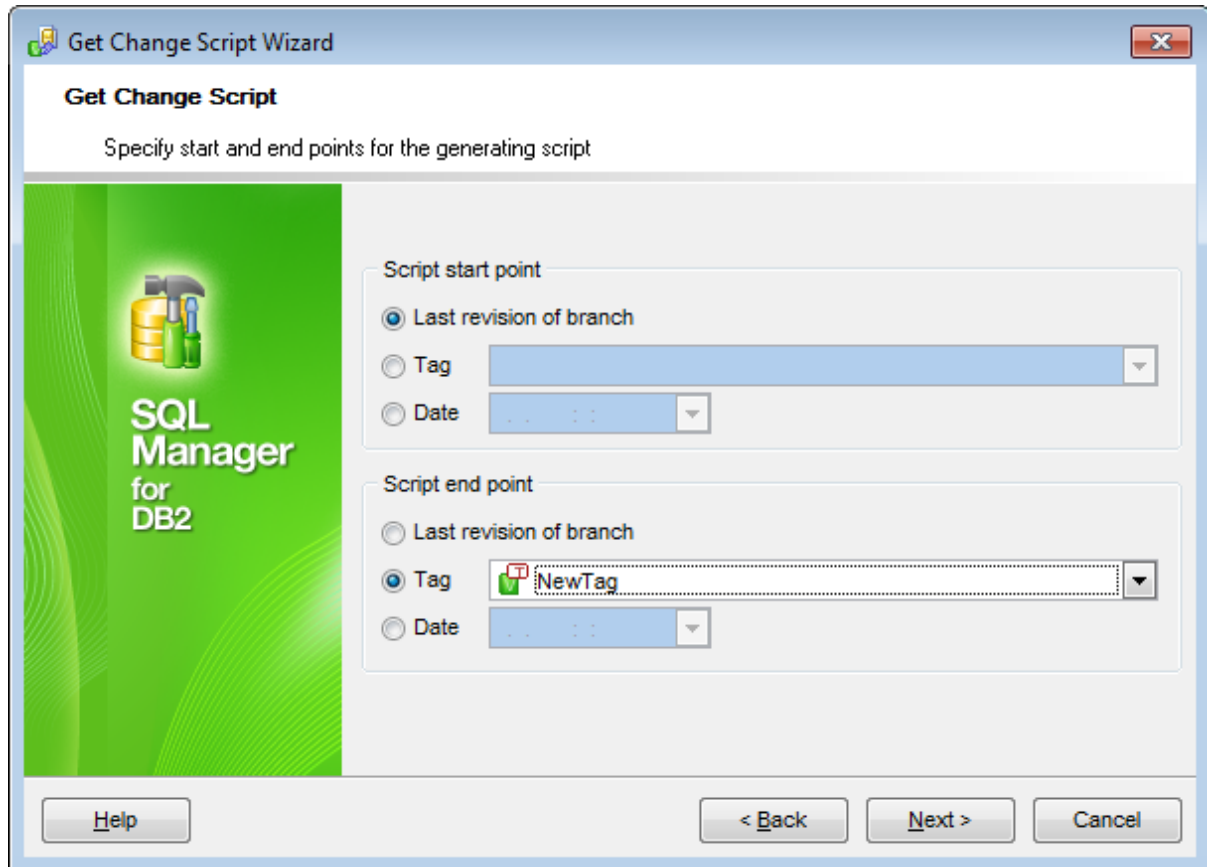 Get Change Script Wizard
Get Change Script
Specify start and end points for the generating script
SQL
Manager
for
DB2
Script start point
Last revision of branch
Tag
Date . . : :
Script end point
Last revision of branch
Tag NewTag
Date . . : :
Help < Back Next > Cancel